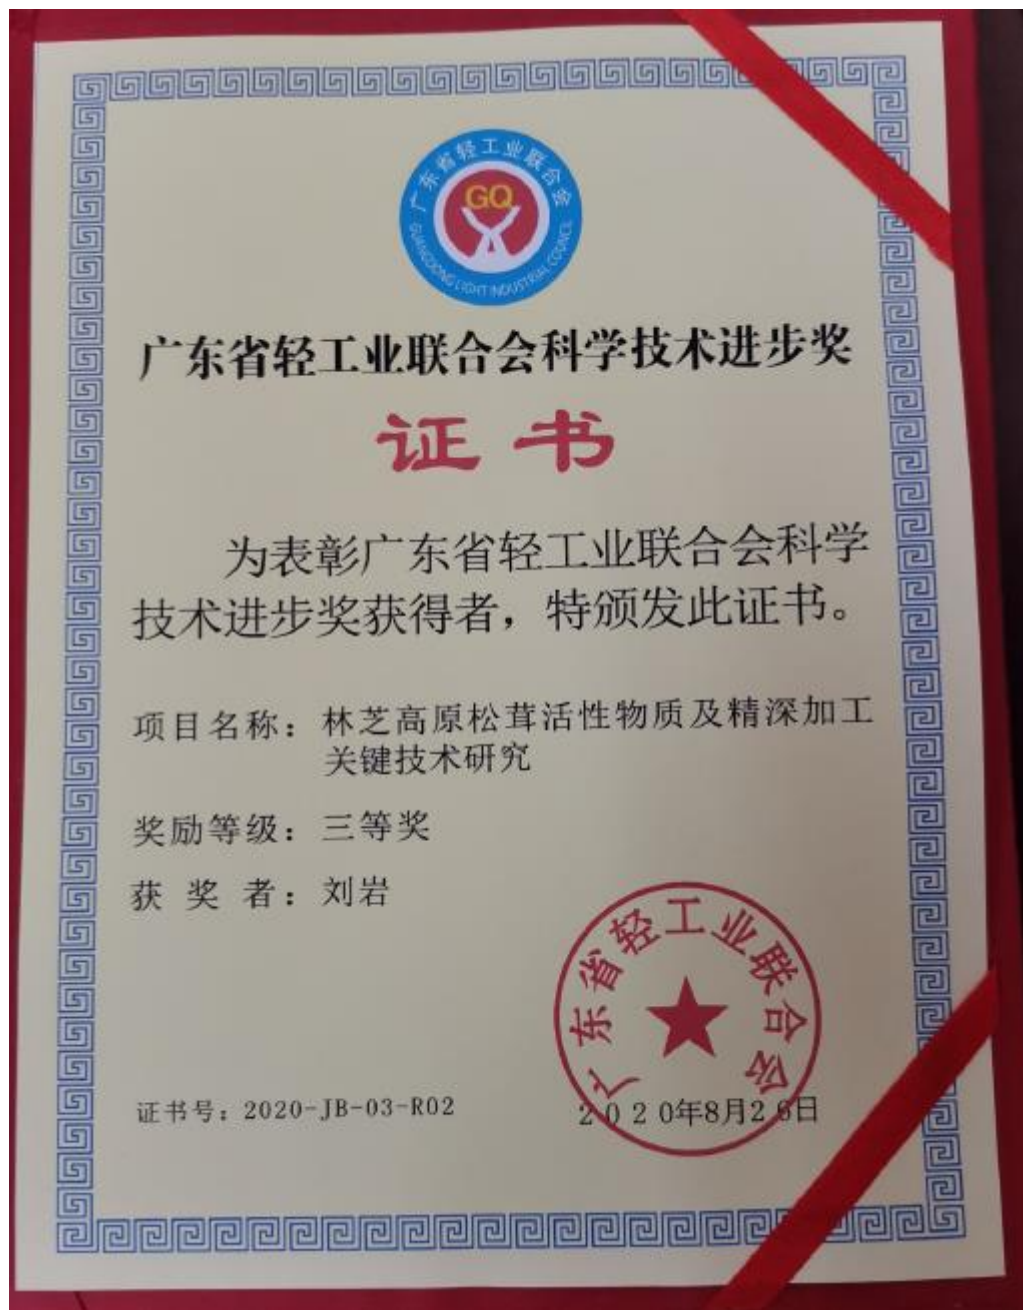 广东省轻工业联合会
GQ
GUANGDONG LIGHT INDUSTRIAL COUNCIL
广东省轻工业联合会科学技术进步奖
证书
为表彰广东省轻工业联合会科学
技术进步奖获得者，特颁发此证书。
项目名称：林芝高原松茸活性物质及精深加工
关键技术研究
奖励等级：三等奖
获奖者：刘岩
广东省轻工业联合会
证书号：2020-JB-03-R02
2020年8月26日